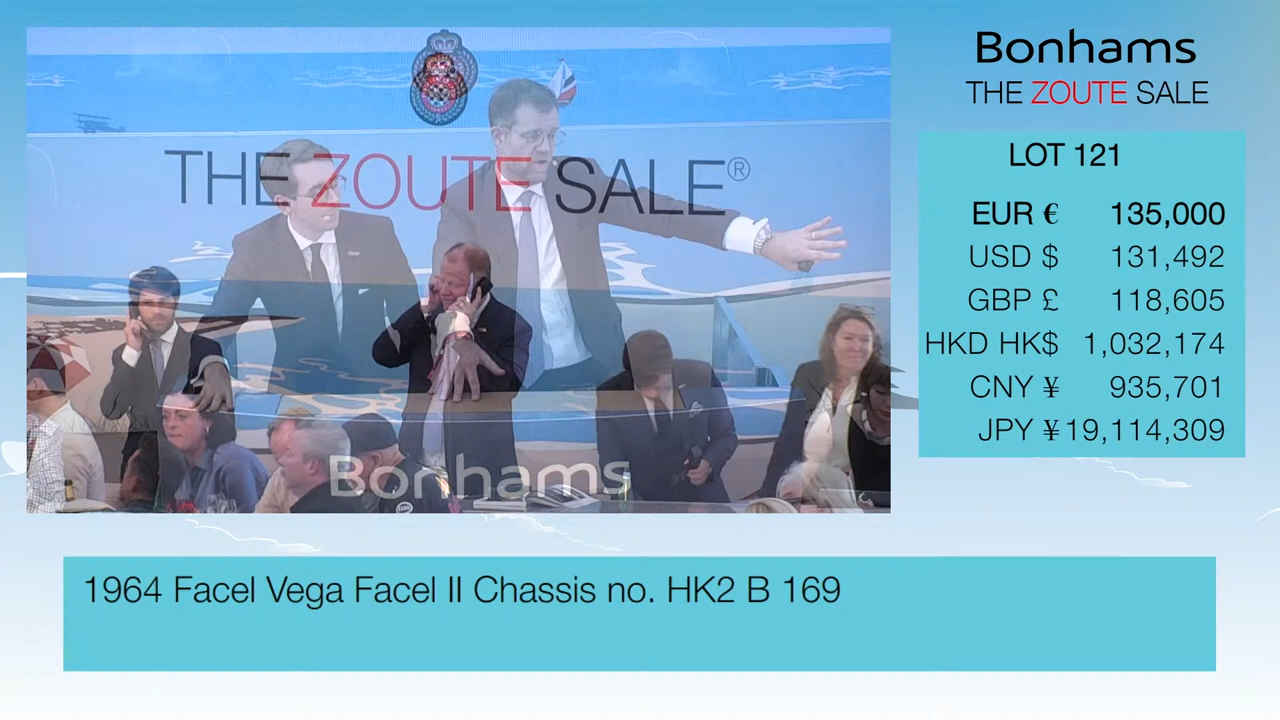 Bonhams
THE ZOUTE SALE
THE ZOUTE SALE®
Bonhams
LOT 121
EUR € 135,000
USD $ 131,492
GBP £ 118,605
HKD HK$ 1,032,174
CNY ¥ 935,701
JPY ¥ 19,114,309
1964 Facel Vega Facel II Chassis no. HK2 B 169